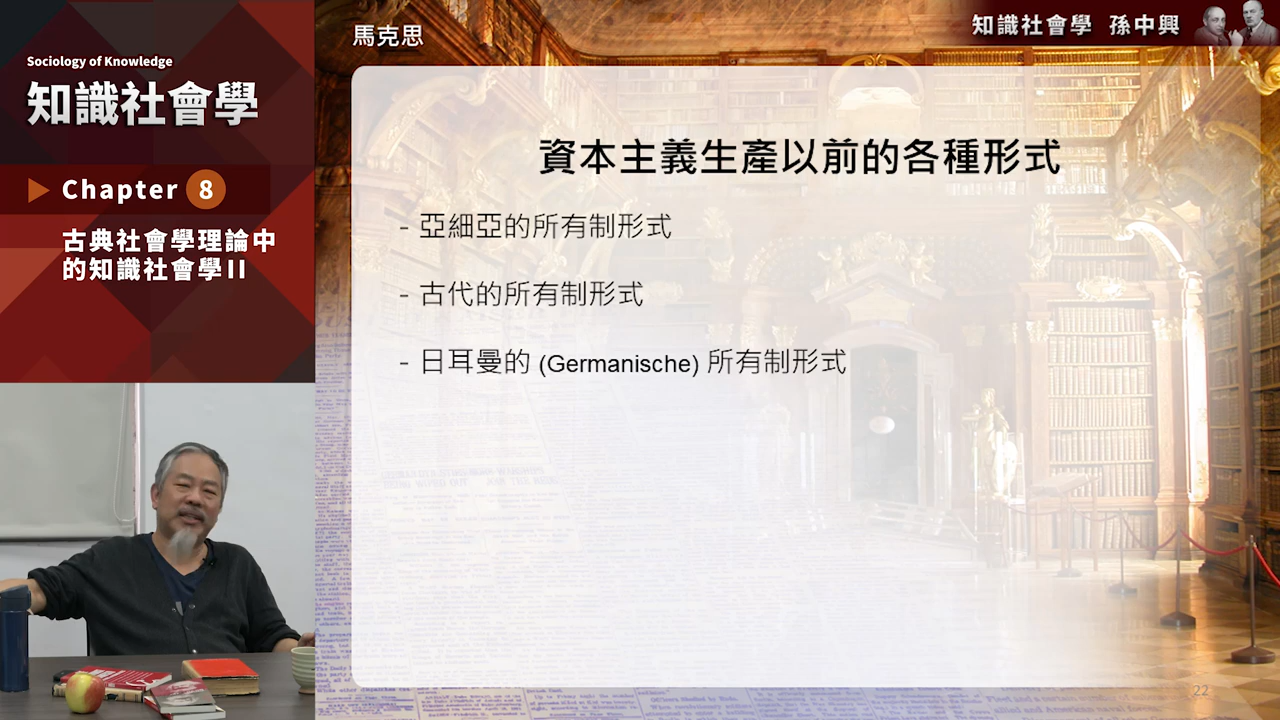 Sociology of Knowledge
知識社會學
Chapter 8
古典社會學理論中
的知識社會學II
馬克思
知識社會學 孫中興
資本主義生產以前的各種形式
- 亞細亞的所有制形式
- 古代的所有制形式
- 日耳曼的 (Germanische) 所有制形式
22